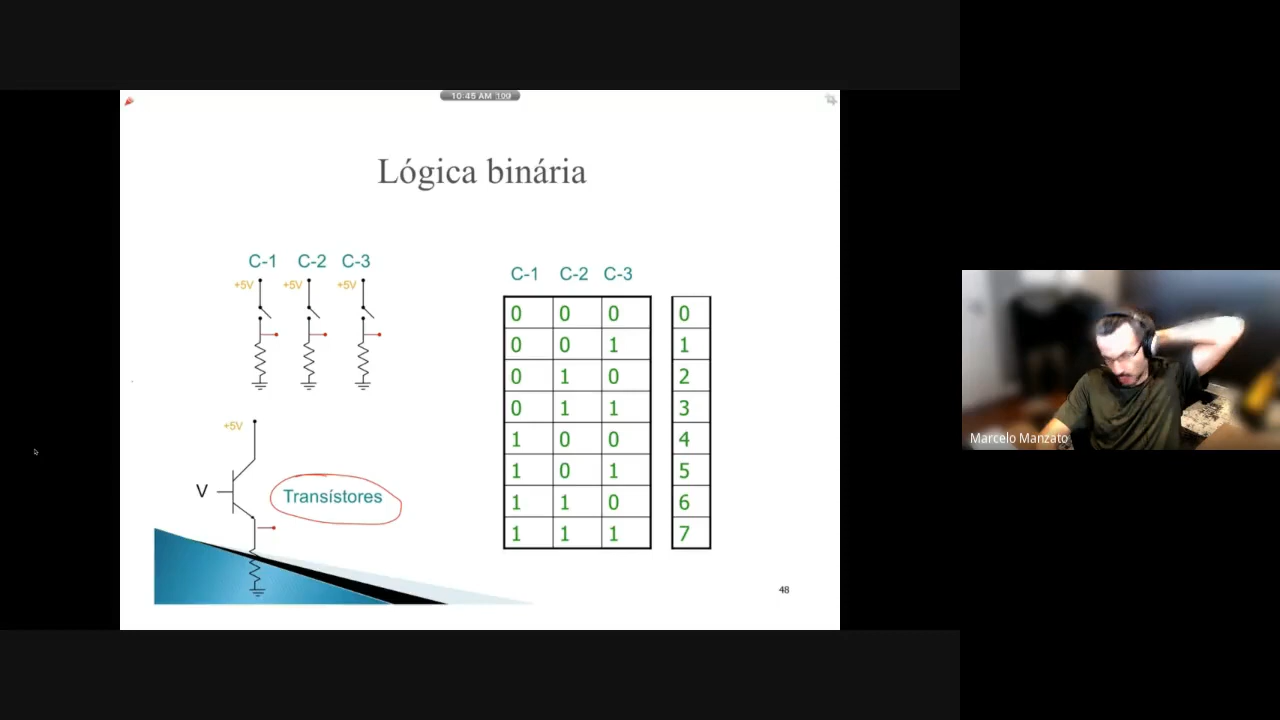 10:45 AM 100
Lógica binária
C-1 C-2 C-3
+5V +5V +5V
+5V
V
Transístores
C-1 C-2 C-3
0 0 0 0
0 0 1 1
0 1 0 2
0 1 1 3
1 0 0 4
1 0 1 5
1 1 0 6
1 1 1 7
48
Marcelo Manzato